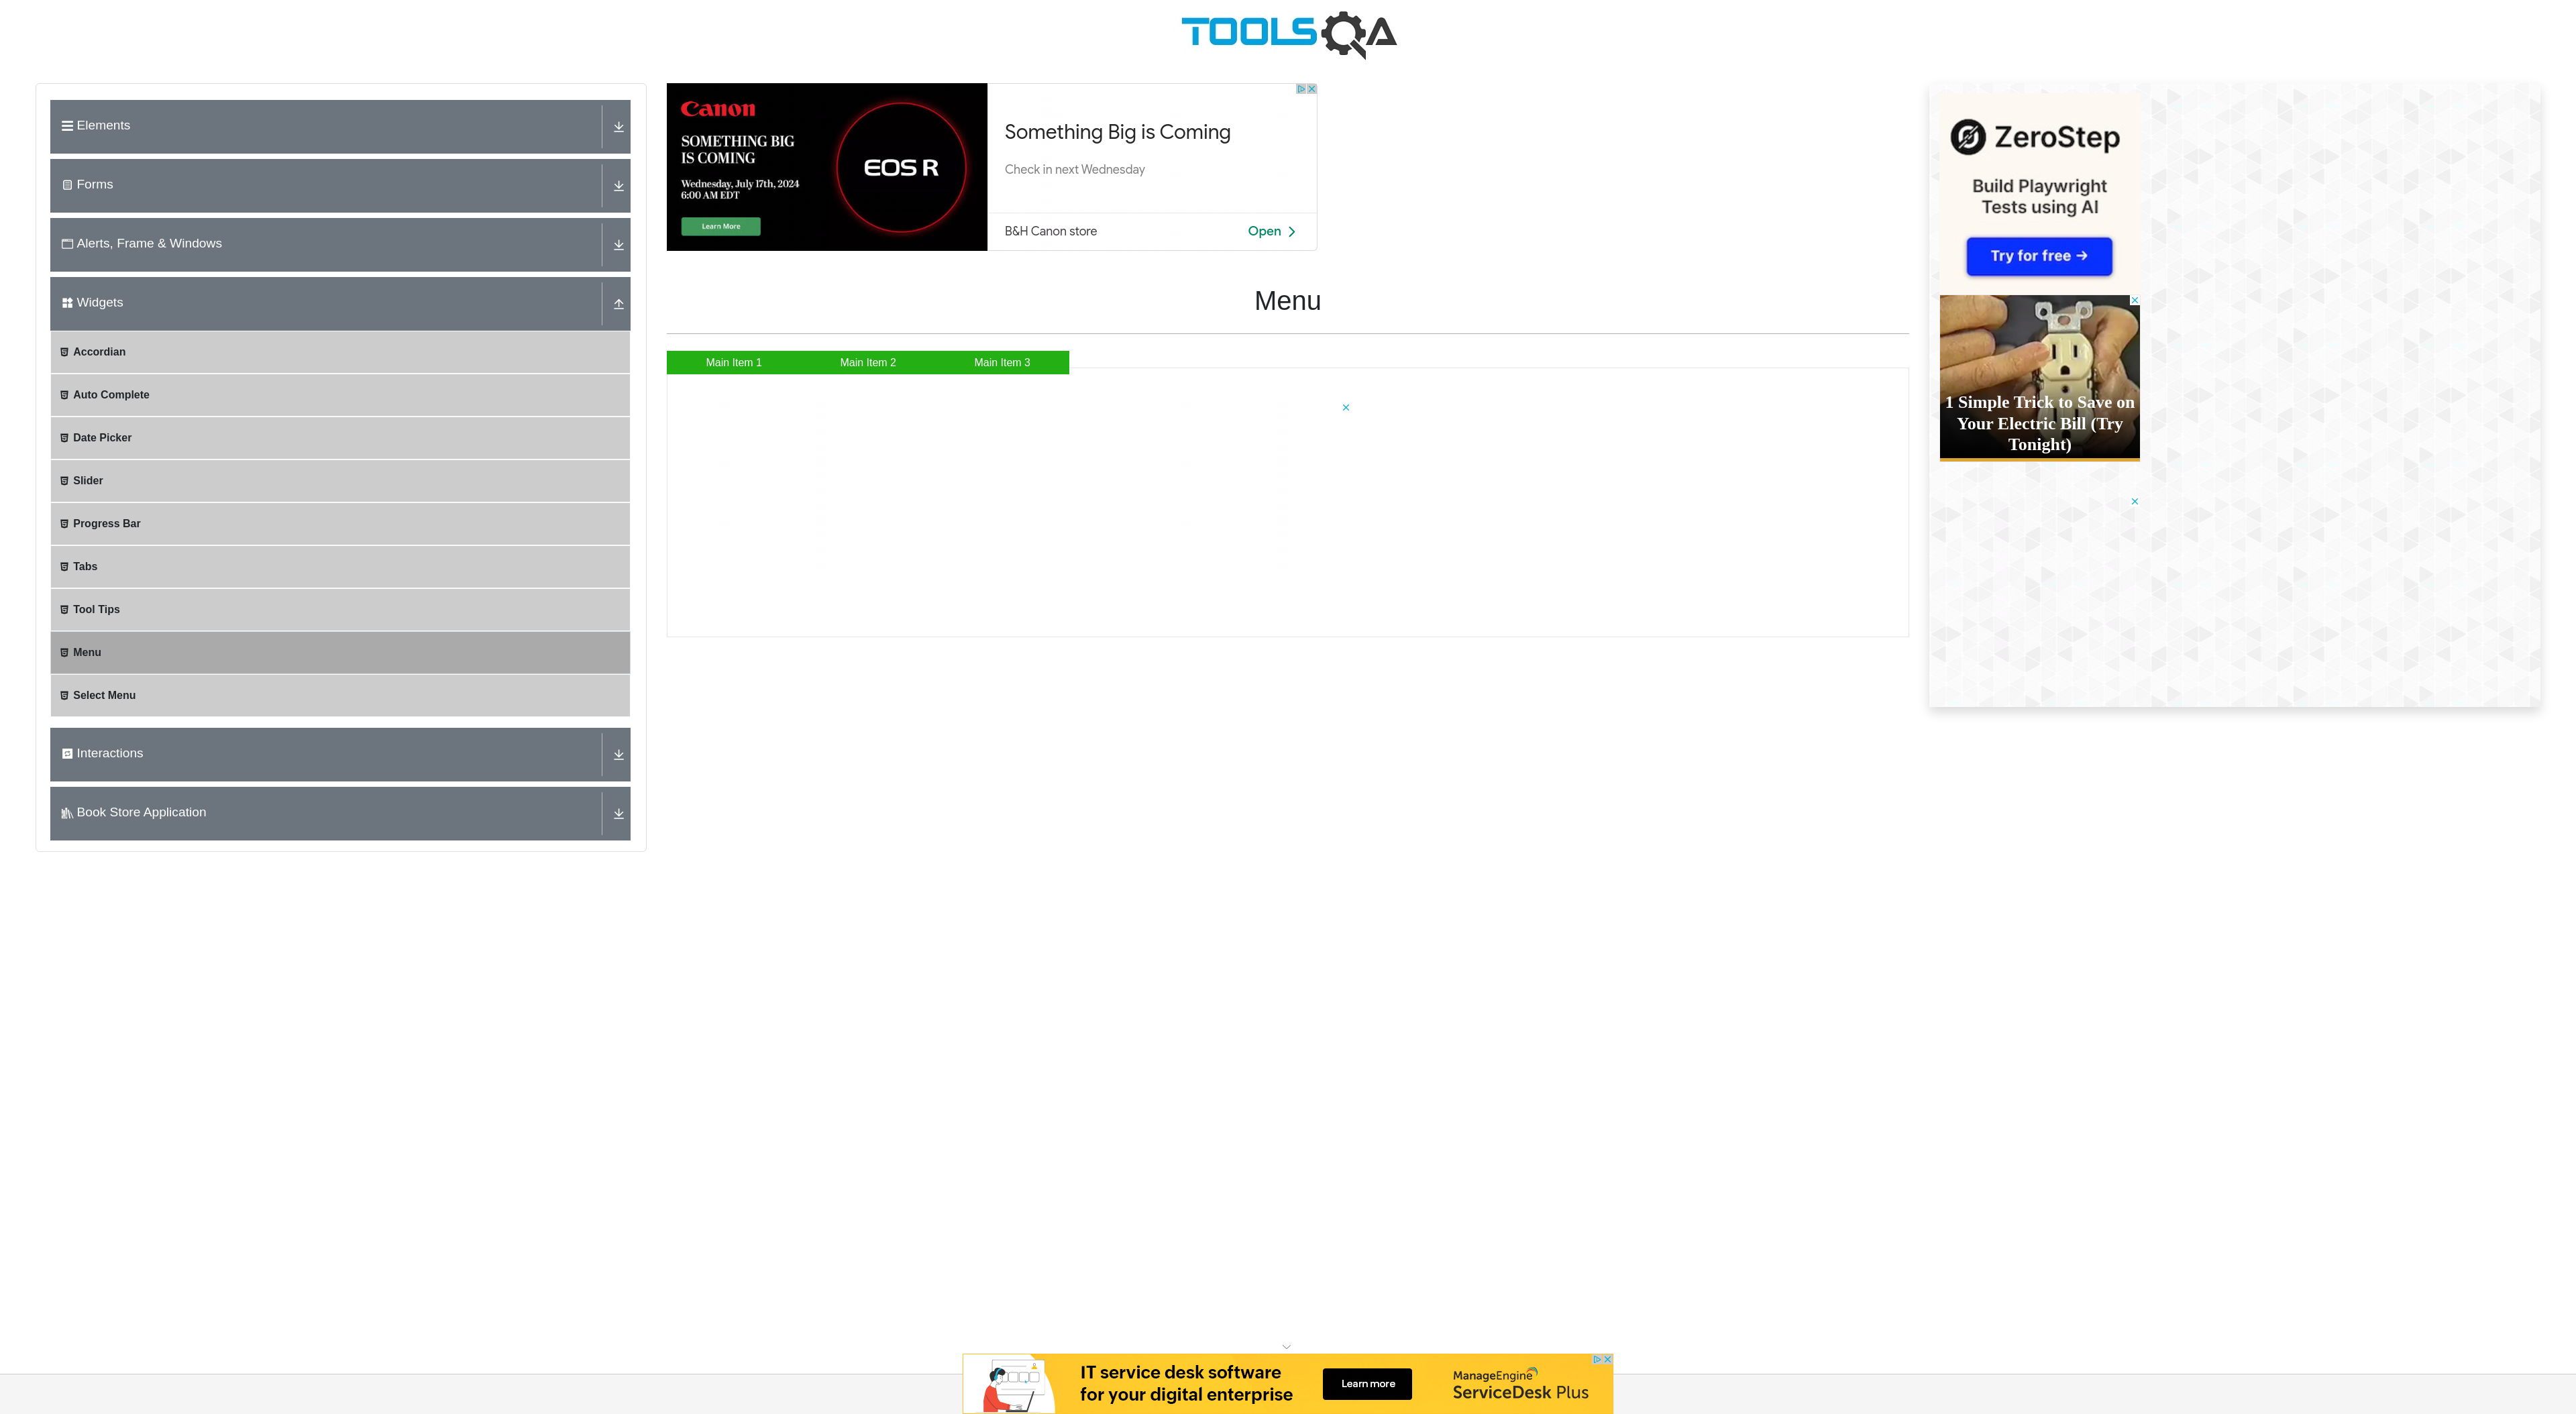 TOOLSQA
Elements
Forms
Alerts, Frame & Windows
Widgets
Accordian
Auto Complete
Date Picker
Slider
Progress Bar
Tabs
Tool Tips
Menu
Select Menu
Interactions
Book Store Application
Canon
SOMETHING BIG
IS COMING
Wednesday, July 17th, 2024
6:00 AM EDT
Learn More
EOS R
Something Big is Coming
Check in next Wednesday
B&H Canon store
Open
Menu
Main Item 1
Main Item 2
Main Item 3
ZeroStep
Build Playwright
Tests using AI
Try for free →
1 Simple Trick to Save on
Your Electric Bill (Try
Tonight)
IT service desk software
for your digital enterprise
Learn more
ManageEngine
ServiceDesk Plus